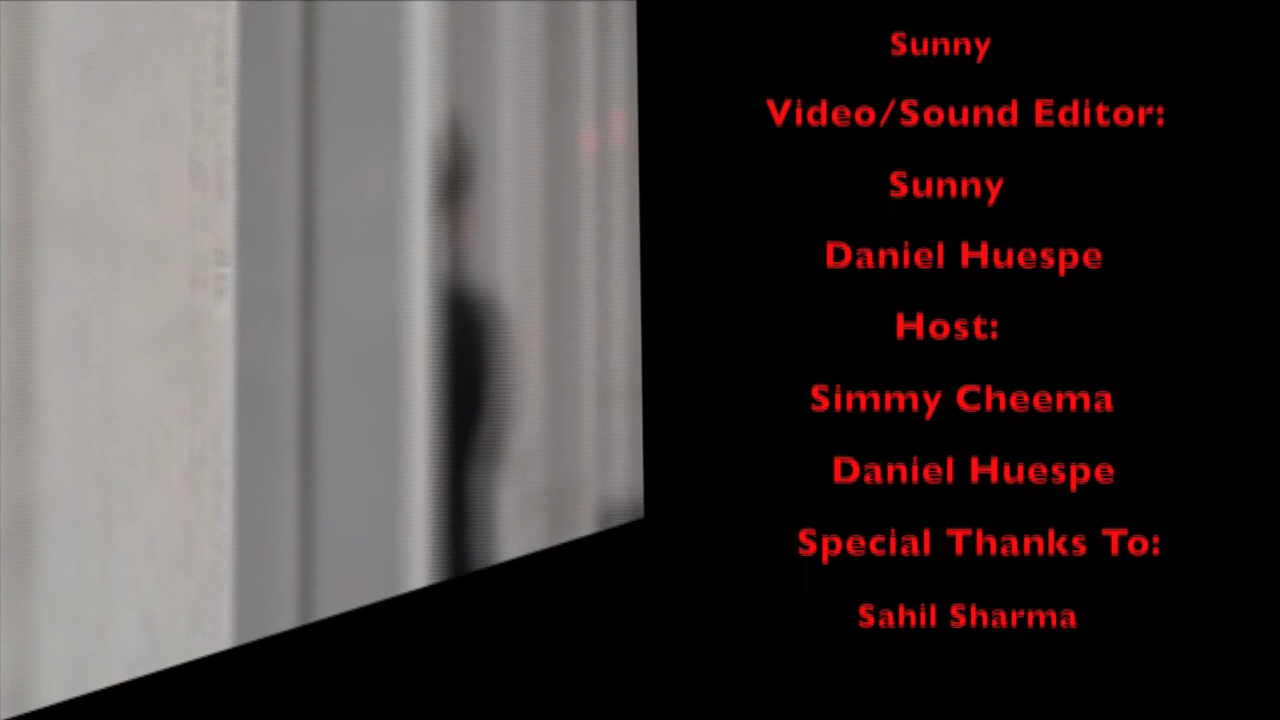 Sunny
Video/Sound Editor:
Sunny
Daniel Huespe
Host:
Simmy Cheema
Daniel Huespe
Special Thanks To:
Sahil Sharma